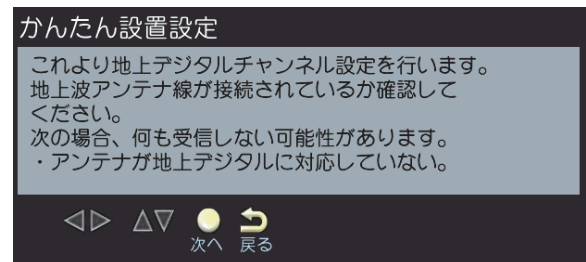 かんたん設置設定
これより地上デジタルチャンネル設定を行います。
地上波アンテナ線が接続されているか確認して
ください。
次の場合、何も受信しない可能性があります。
・アンテナが地上デジタルに対応していない。
次へ 戻る